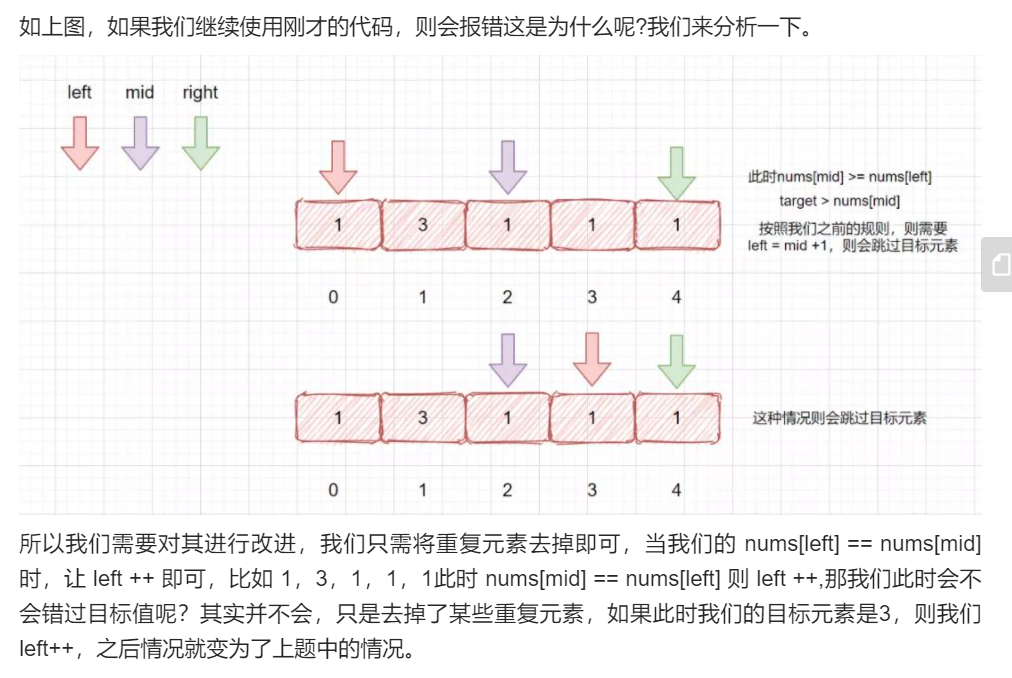 如上图，如果我们继续使用刚才的代码，则会报错这是为什么呢?我们来分析一下。
left mid right
此时nums[mid] >= nums[left]
target > nums[mid]
按照我们之前的规则，则需要
left = mid +1，则会跳过目标元素
1 3 1 1 1
0 1 2 3 4
1 3 1 1 1
这种情况则会跳过目标元素
0 1 2 3 4
所以我们需要对其进行改进，我们只需将重复元素去掉即可，当我们的 nums[left] == nums[mid]
时，让 left ++ 即可，比如 1，3，1，1，1此时 nums[mid] == nums[left] 则 left ++,那我们此时会不
会错过目标值呢？其实并不会，只是去掉了某些重复元素，如果此时我们的目标元素是3，则我们
left++，之后情况就变为了上题中的情况。